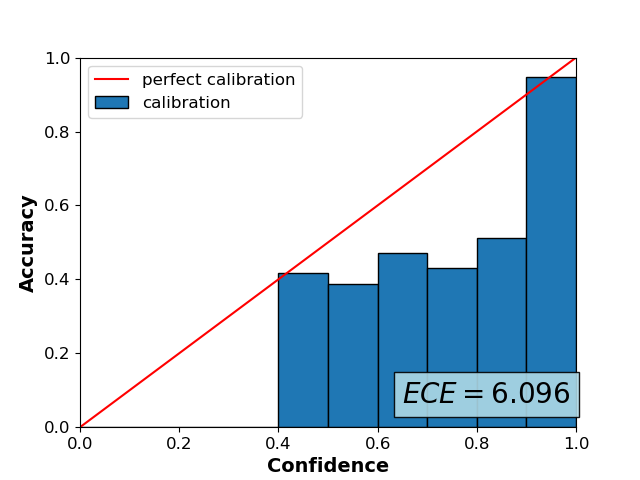 perfect calibration
calibration
Accuracy
1.0
0.8
0.6
0.4
0.2
0.0
ECE = 6.096
0.0 0.2 0.4 0.6 0.8 1.0
Confidence